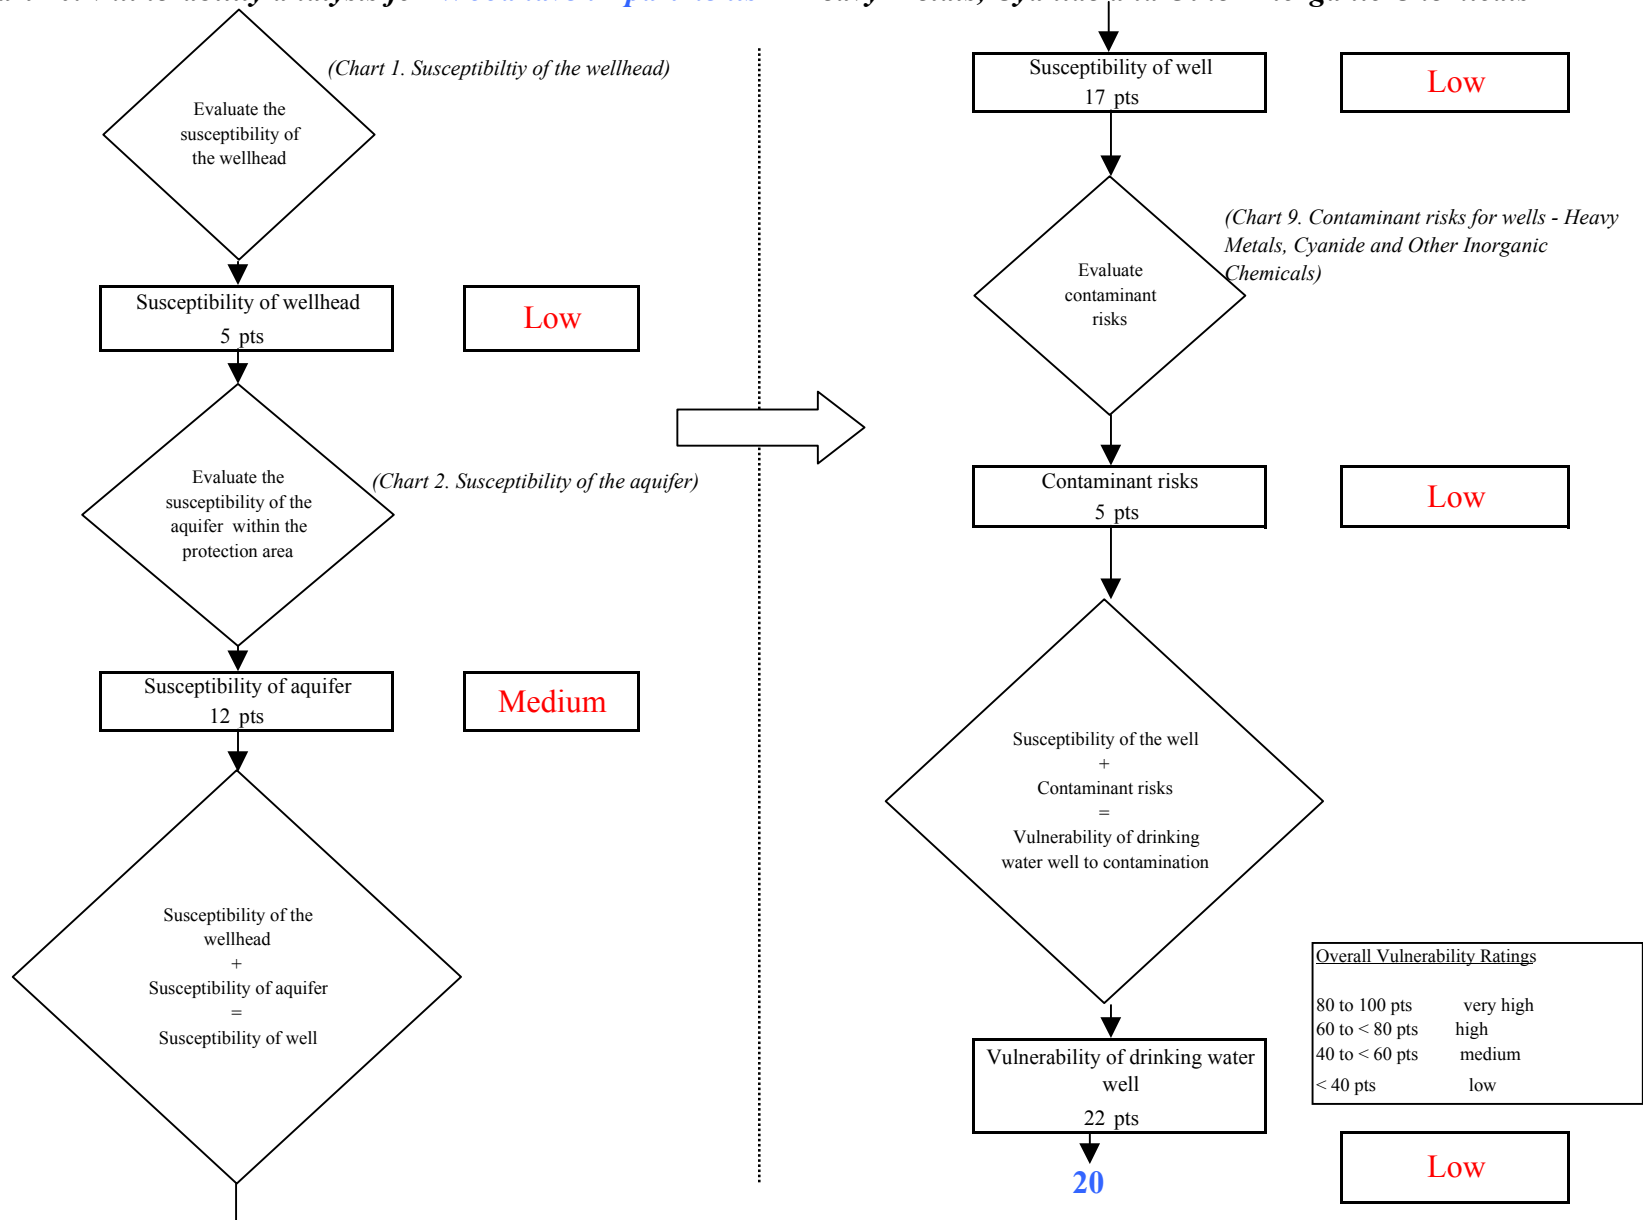 (Chart 1. Susceptibiltiy of the wellhead)
Evaluate the
susceptibility of
the wellhead
Susceptibility of wellhead
5 pts
Low
Evaluate the
susceptibility of the
aquifer within the
protection area
(Chart 2. Susceptibility of the aquifer)
Susceptibility of aquifer
12 pts
Medium
Susceptibility of the
wellhead
+
Susceptibility of aquifer
=
Susceptibility of well
Susceptibility of well
17 pts
Low
(Chart 9. Contaminant risks for wells - Heavy
Metals, Cyanide and Other Inorganic
Chemicals)
Evaluate
contaminant
risks
Contaminant risks
5 pts
Low
Susceptibility of the well
+
Contaminant risks
=
Vulnerability of drinking
water well to contamination
Overall Vulnerability Ratings
80 to 100 pts very high
60 to < 80 pts high
40 to < 60 pts medium
< 40 pts low
Vulnerability of drinking water
well
22 pts
20
Low